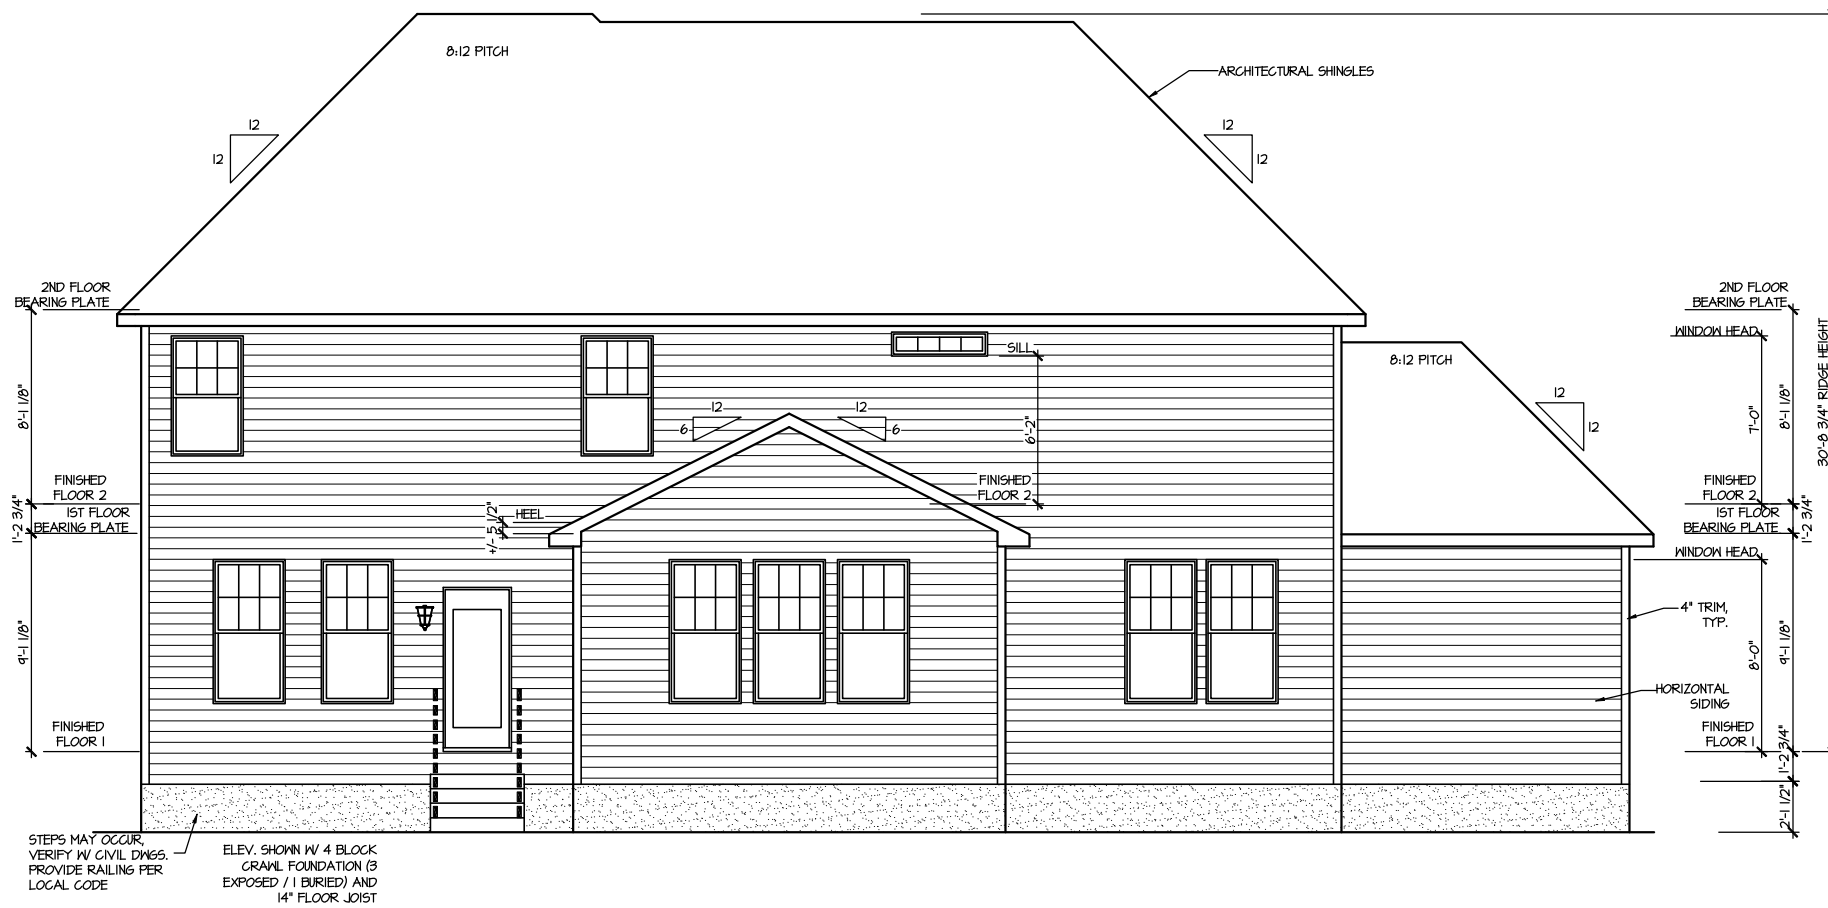 8:12 PITCH
ARCHITECTURAL SHINGLES
12
12
12
12
2ND FLOOR
BEARING PLATE
8'-1 1/8"
FINISHED
FLOOR 2
1'-2 3/4"
1ST FLOOR
BEARING PLATE
9'-1 1/8"
FINISHED
FLOOR 1
SILL
6'-2"
FINISHED
FLOOR 2
12
6
12
6
HEEL
+/- 5 1/2"
8:12 PITCH
12
12
2ND FLOOR
BEARING PLATE
WINDOW HEAD
7'-0"
8'-1 1/8"
30'-8 3/4" RIDGE HEIGHT
FINISHED
FLOOR 2
1ST FLOOR
BEARING PLATE
1'-2 3/4"
WINDOW HEAD
4" TRIM,
TYP.
8'-0"
9'-1 1/8"
HORIZONTAL
SIDING
FINISHED
FLOOR 1
1'-2 3/4"
2'-1 1/2"
STEPS MAY OCCUR,
VERIFY W/ CIVIL DWGS.
PROVIDE RAILING PER
LOCAL CODE
ELEV. SHOWN W/ 4 BLOCK
CRAWL FOUNDATION (3
EXPOSED / 1 BURIED) AND
14" FLOOR JOIST